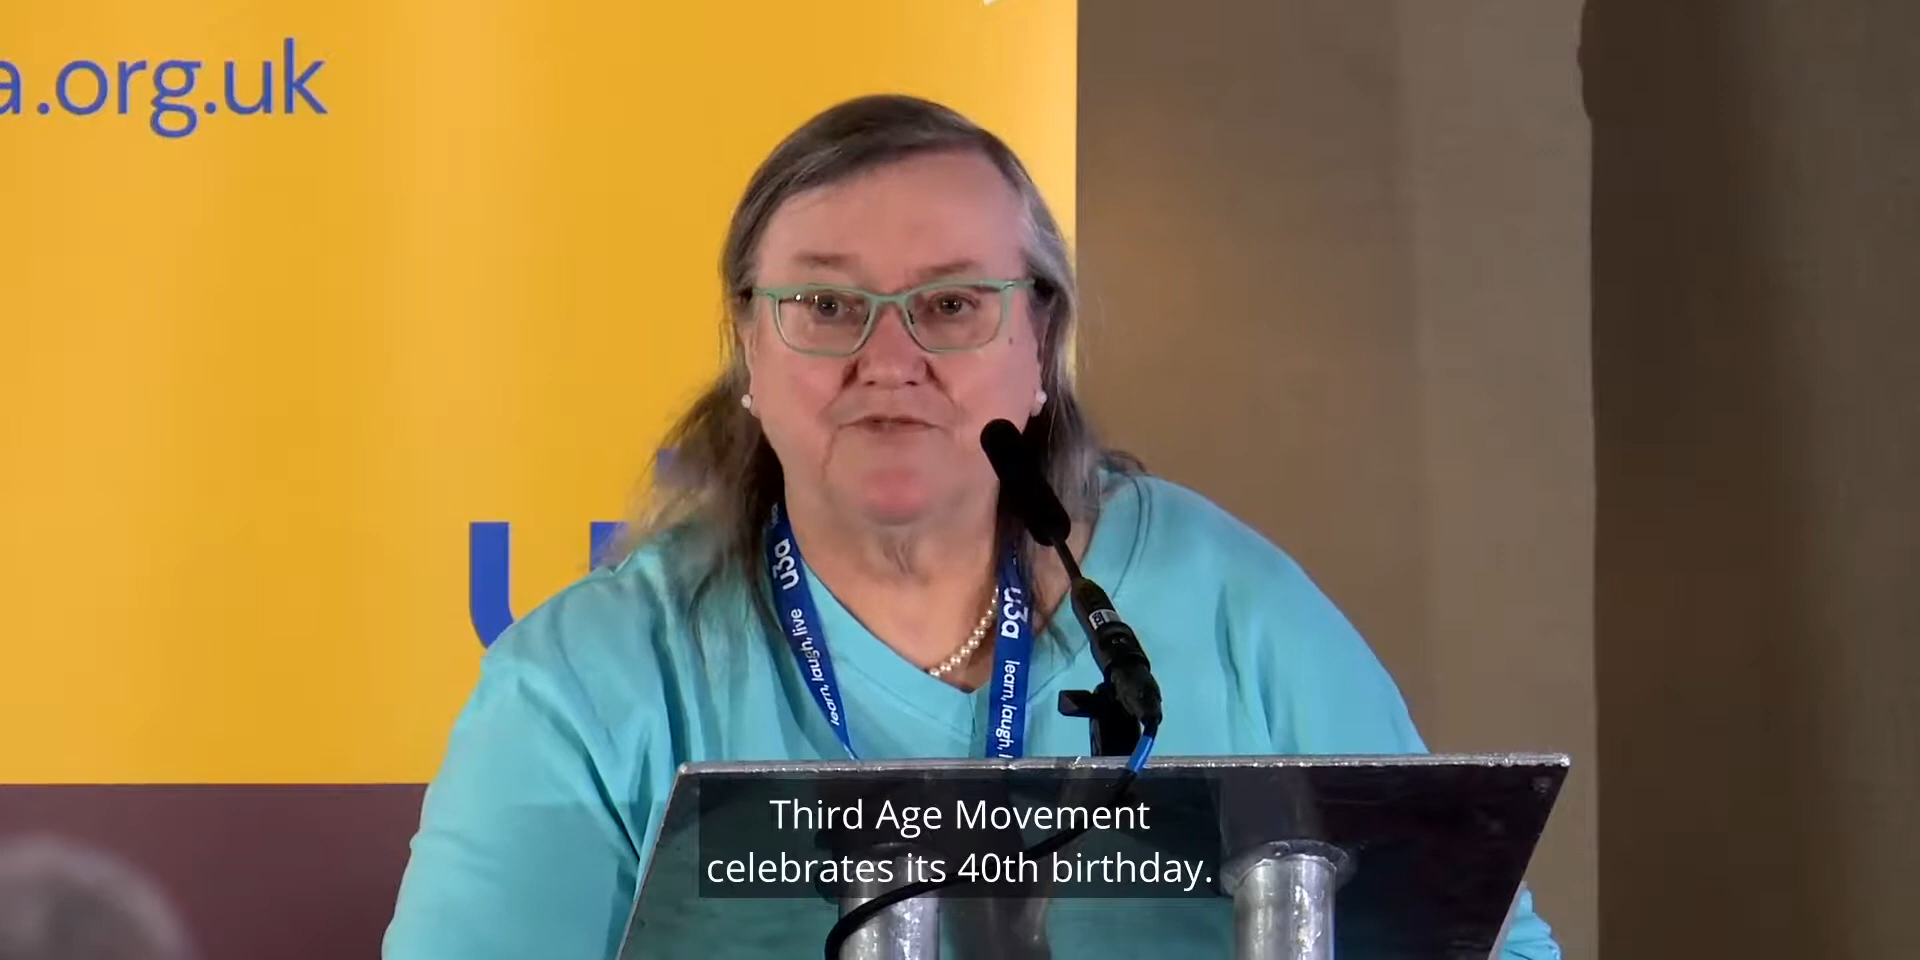 a.org.uk
u
u3a
learn, laugh, live
u3a
learn, laugh, l
Third Age Movement
celebrates its 40th birthday.